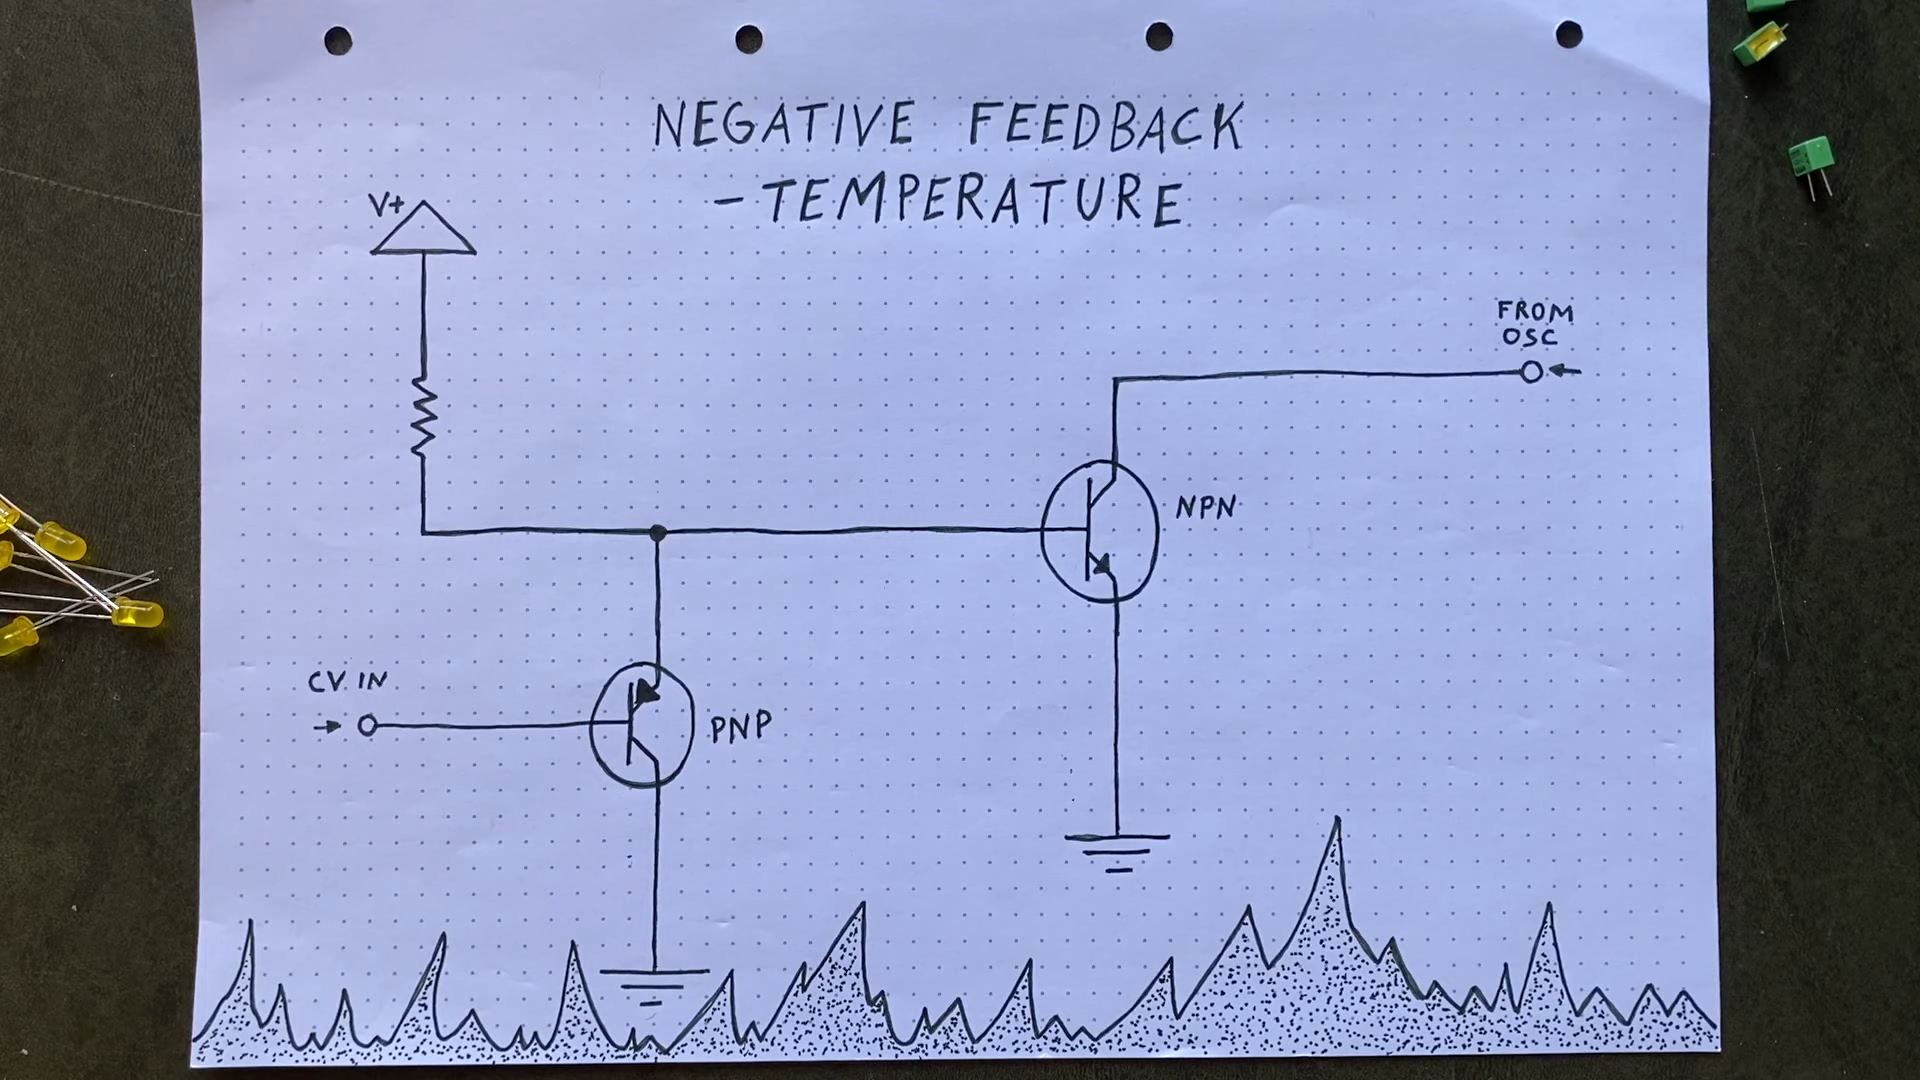 NEGATIVE FEEDBACK
- TEMPERATURE
V+
FROM
OSC
NPN
CV IN
PNP